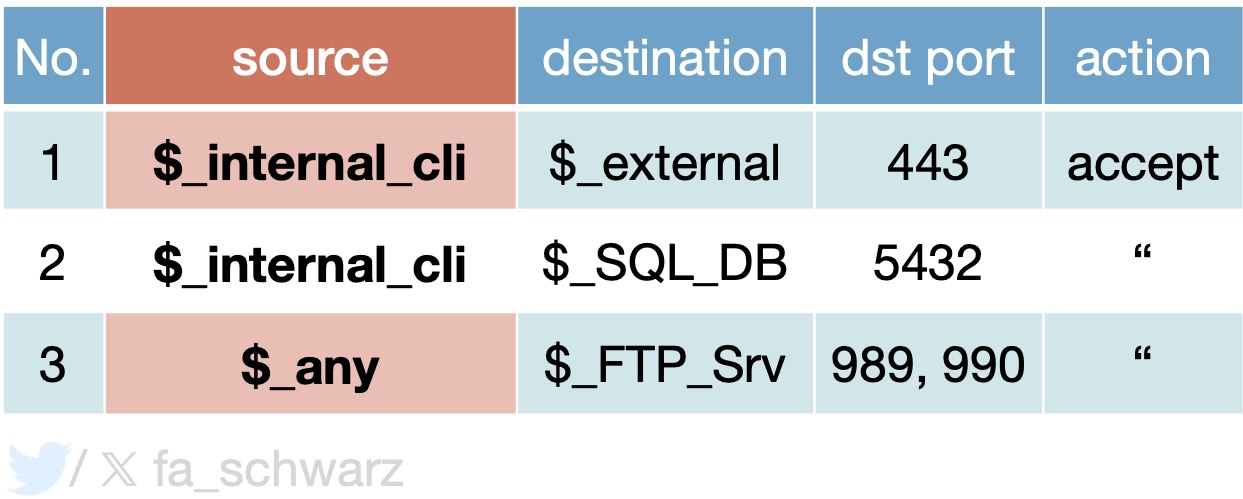 No. source destination dst port action
1 $_internal_cli $_external 443 accept
2 $_internal_cli $_SQL_DB 5432 “
3 $_any $_FTP_Srv 989, 990 “
/ 𝕏 fa_schwarz